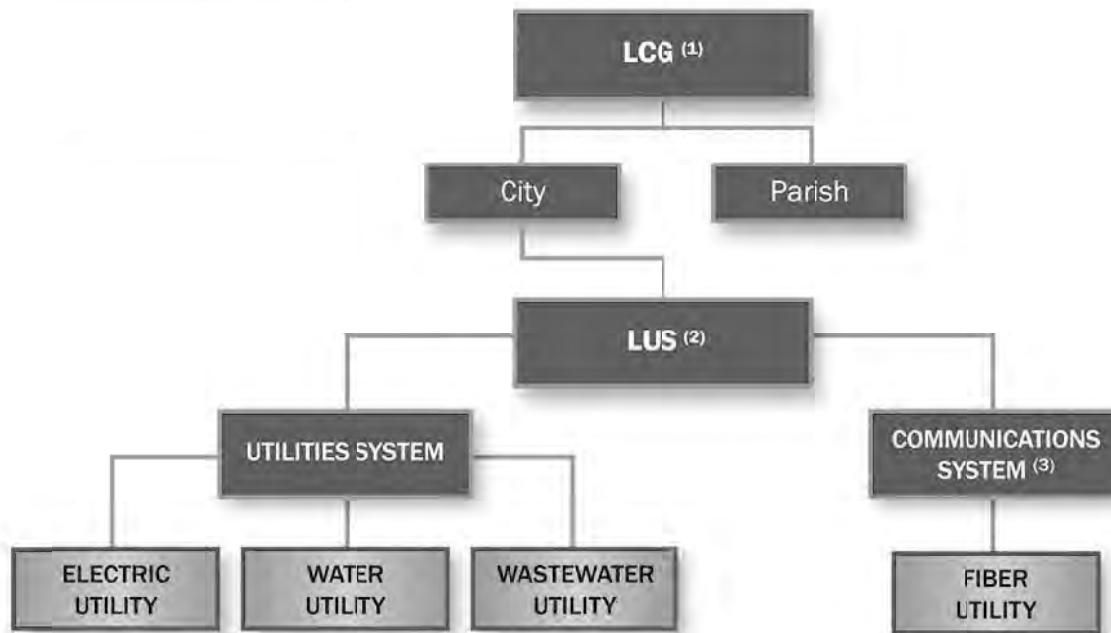 LCG (1)
City
Parish
LUS (2)
UTILITIES SYSTEM
COMMUNICATIONS
SYSTEM (3)
ELECTRIC
UTILITY
WATER
UTILITY
WASTEWATER
UTILITY
FIBER
UTILITY